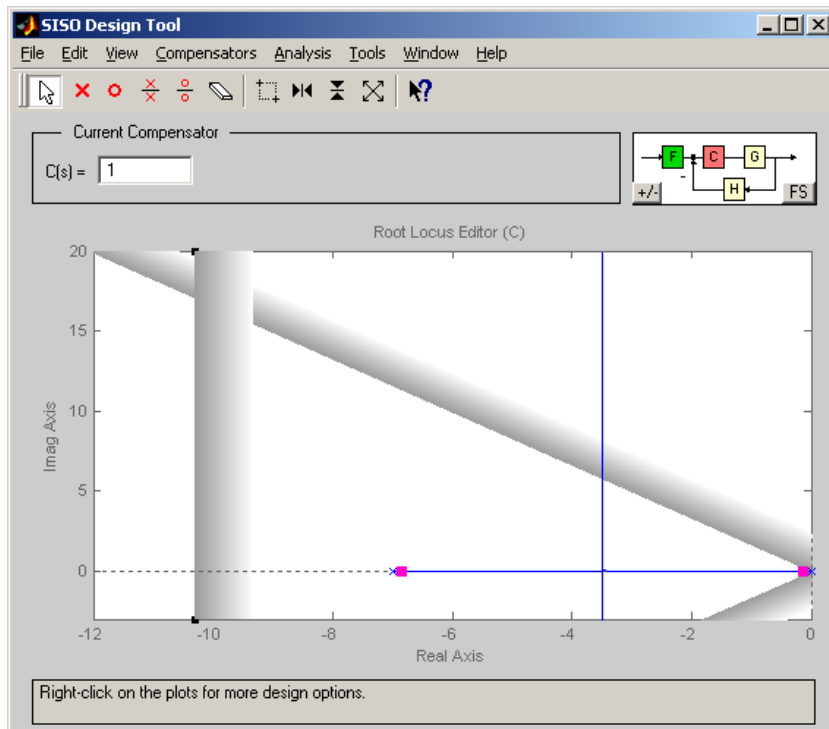 SISO Design Tool
File Edit View Compensators Analysis Tools Window Help
Current Compensator
C(s) = 1
F C G
-
H
+/- FS
Root Locus Editor (C)
20
15
10
5
0
Imag Axis
-12 -10 -8 -6 -4 -2 0
Real Axis
Right-click on the plots for more design options.